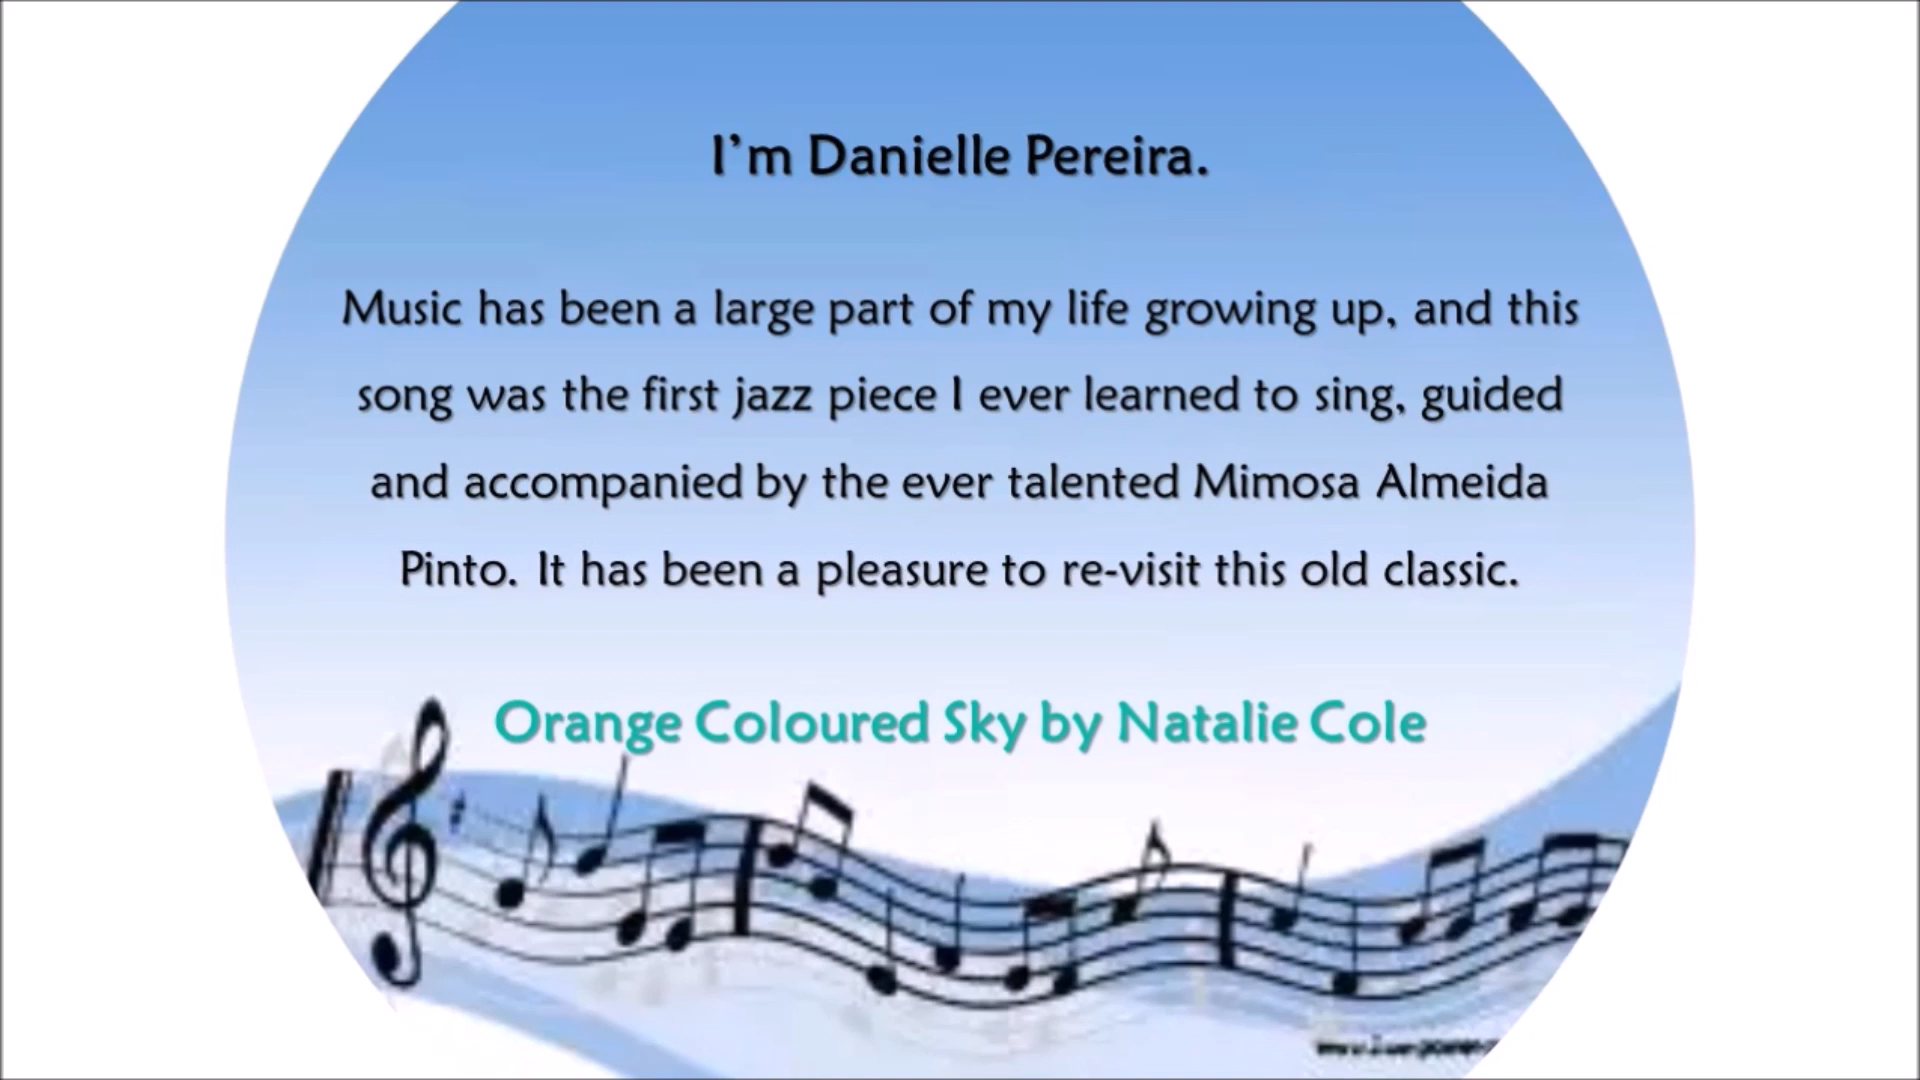 I'm Danielle Pereira.
Music has been a large part of my life growing up, and this
song was the first jazz piece I ever learned to sing, guided
and accompanied by the ever talented Mimosa Almeida
Pinto. It has been a pleasure to re-visit this old classic.
Orange Coloured Sky by Natalie Cole